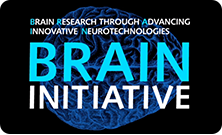 BRAIN RESEARCH THROUGH ADVANCING
INNOVATIVE NEUROTECHNOLOGIES
BRAIN
INITIATIVE